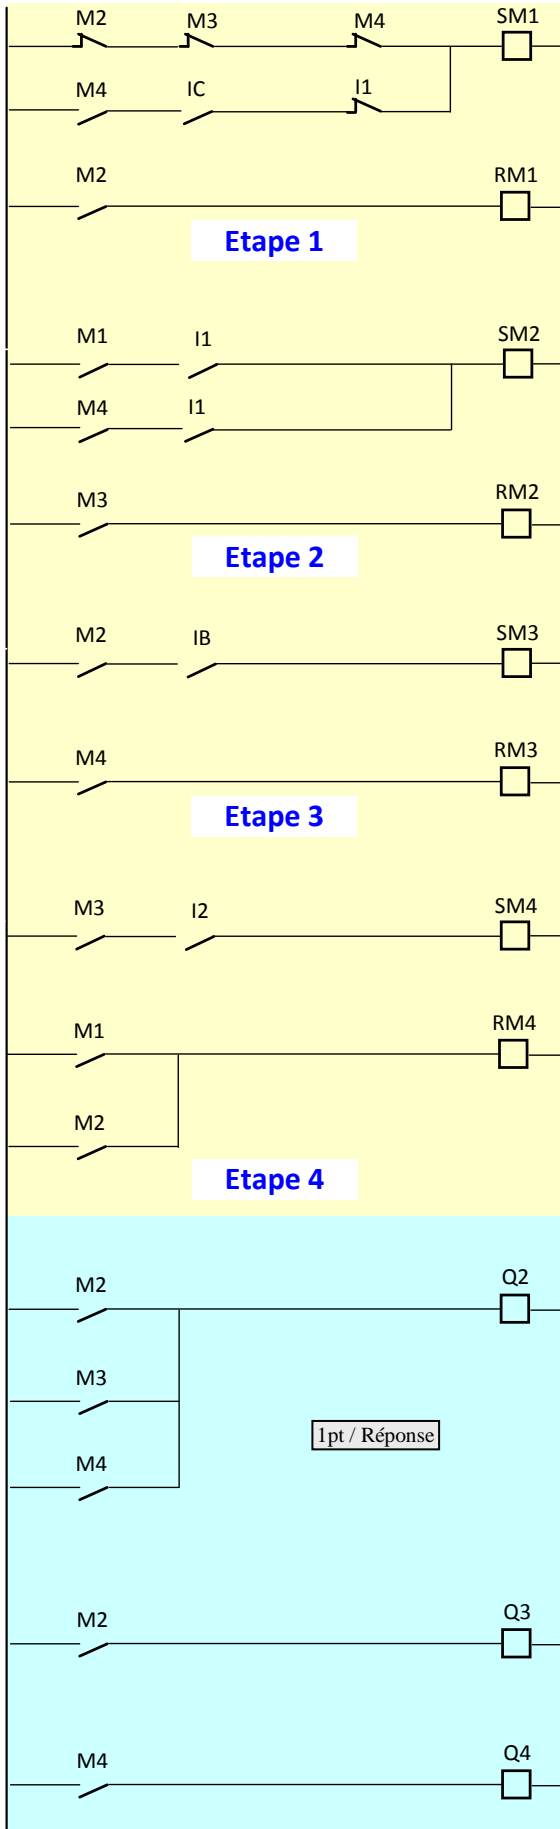 M2 M3 M4 SM1
M4 IC I1
M2 RM1
Etape 1
M1 I1 SM2
M4 I1
M3 RM2
Etape 2
M2 IB SM3
M4 RM3
Etape 3
M3 I2 SM4
M1 RM4
M2
Etape 4
M2 Q2
M3
1pt / Réponse
M4
M2 Q3
M4 Q4